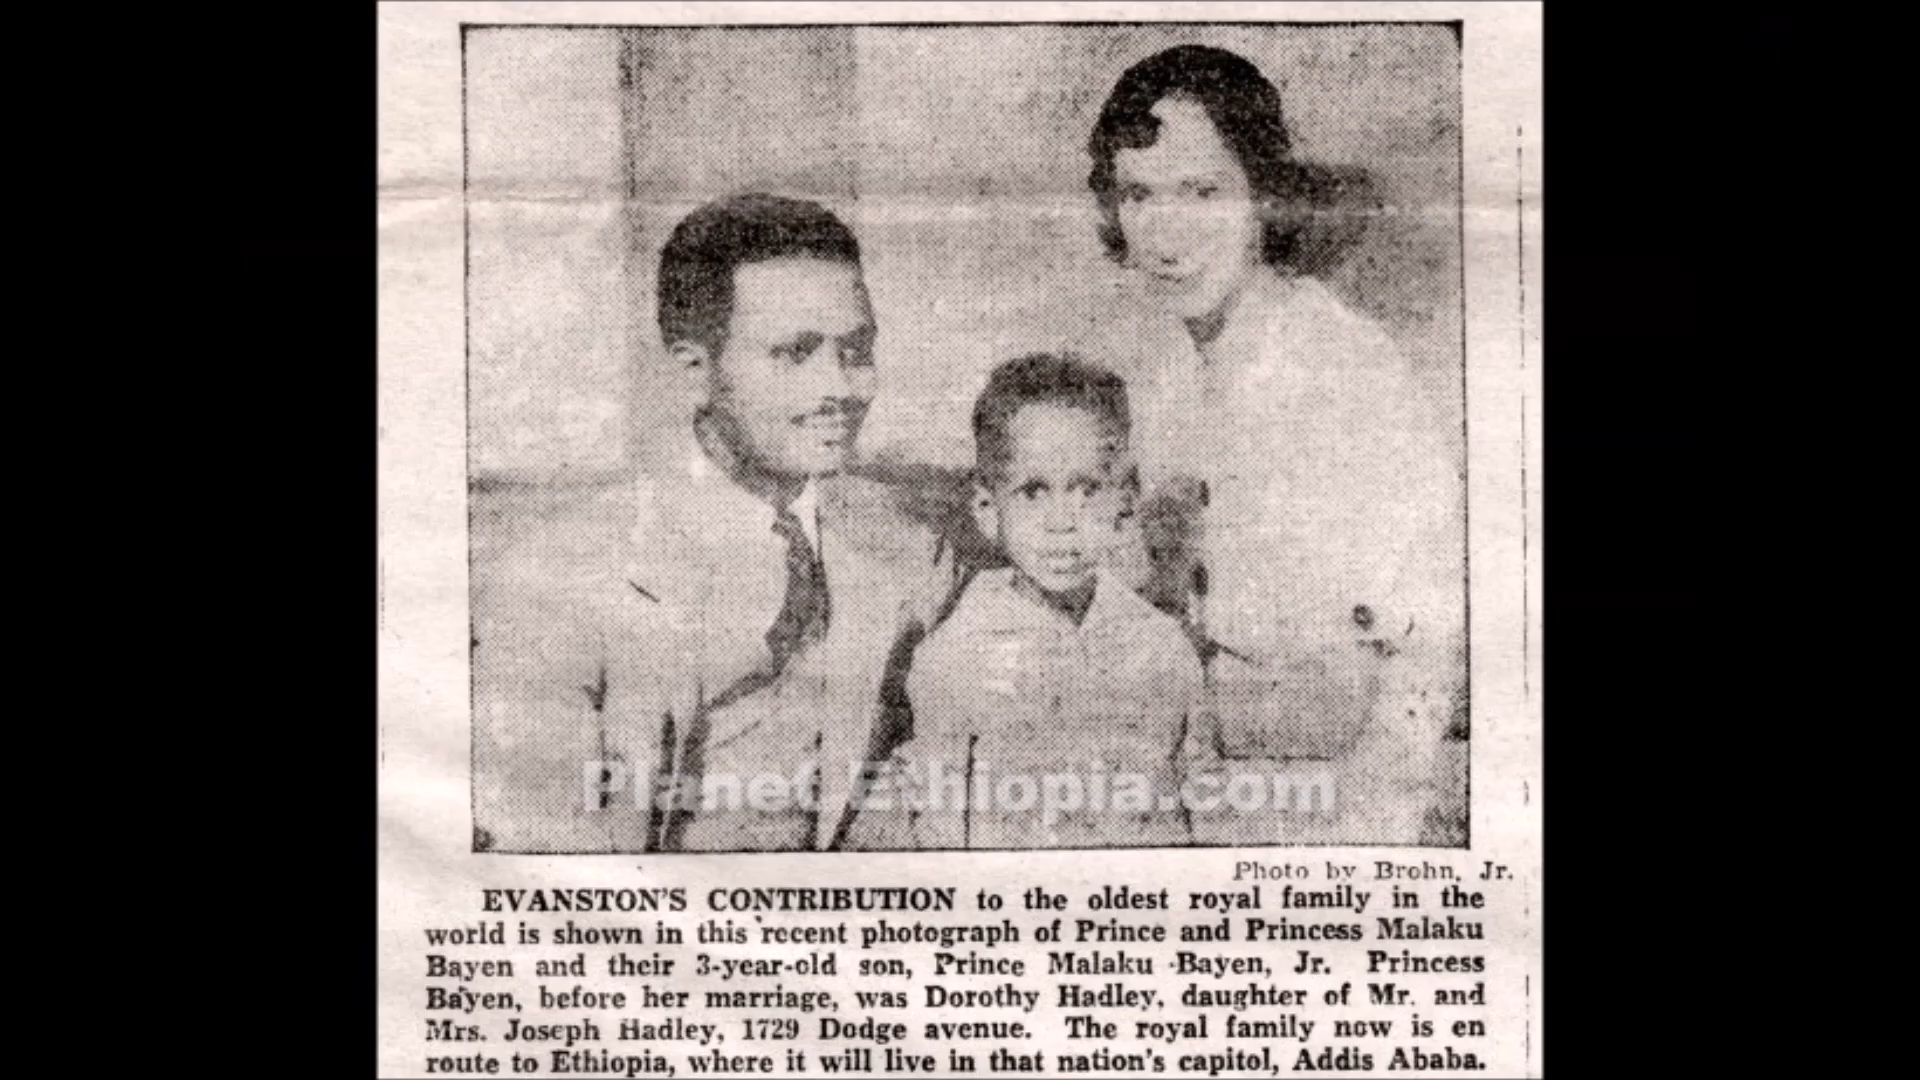 Planet Ethiopia.com
Photo by Brohn, Jr.
EVANSTON'S CONTRIBUTION to the oldest royal family in the
world is shown in this recent photograph of Prince and Princess Malaku
Bayen and their 3-year-old son, Prince Malaku Bayen, Jr. Princess
Bayen, before her marriage, was Dorothy Hadley, daughter of Mr. and
Mrs. Joseph Hadley, 1729 Dodge avenue. The royal family now is en
route to Ethiopia, where it will live in that nation's capitol, Addis Ababa.